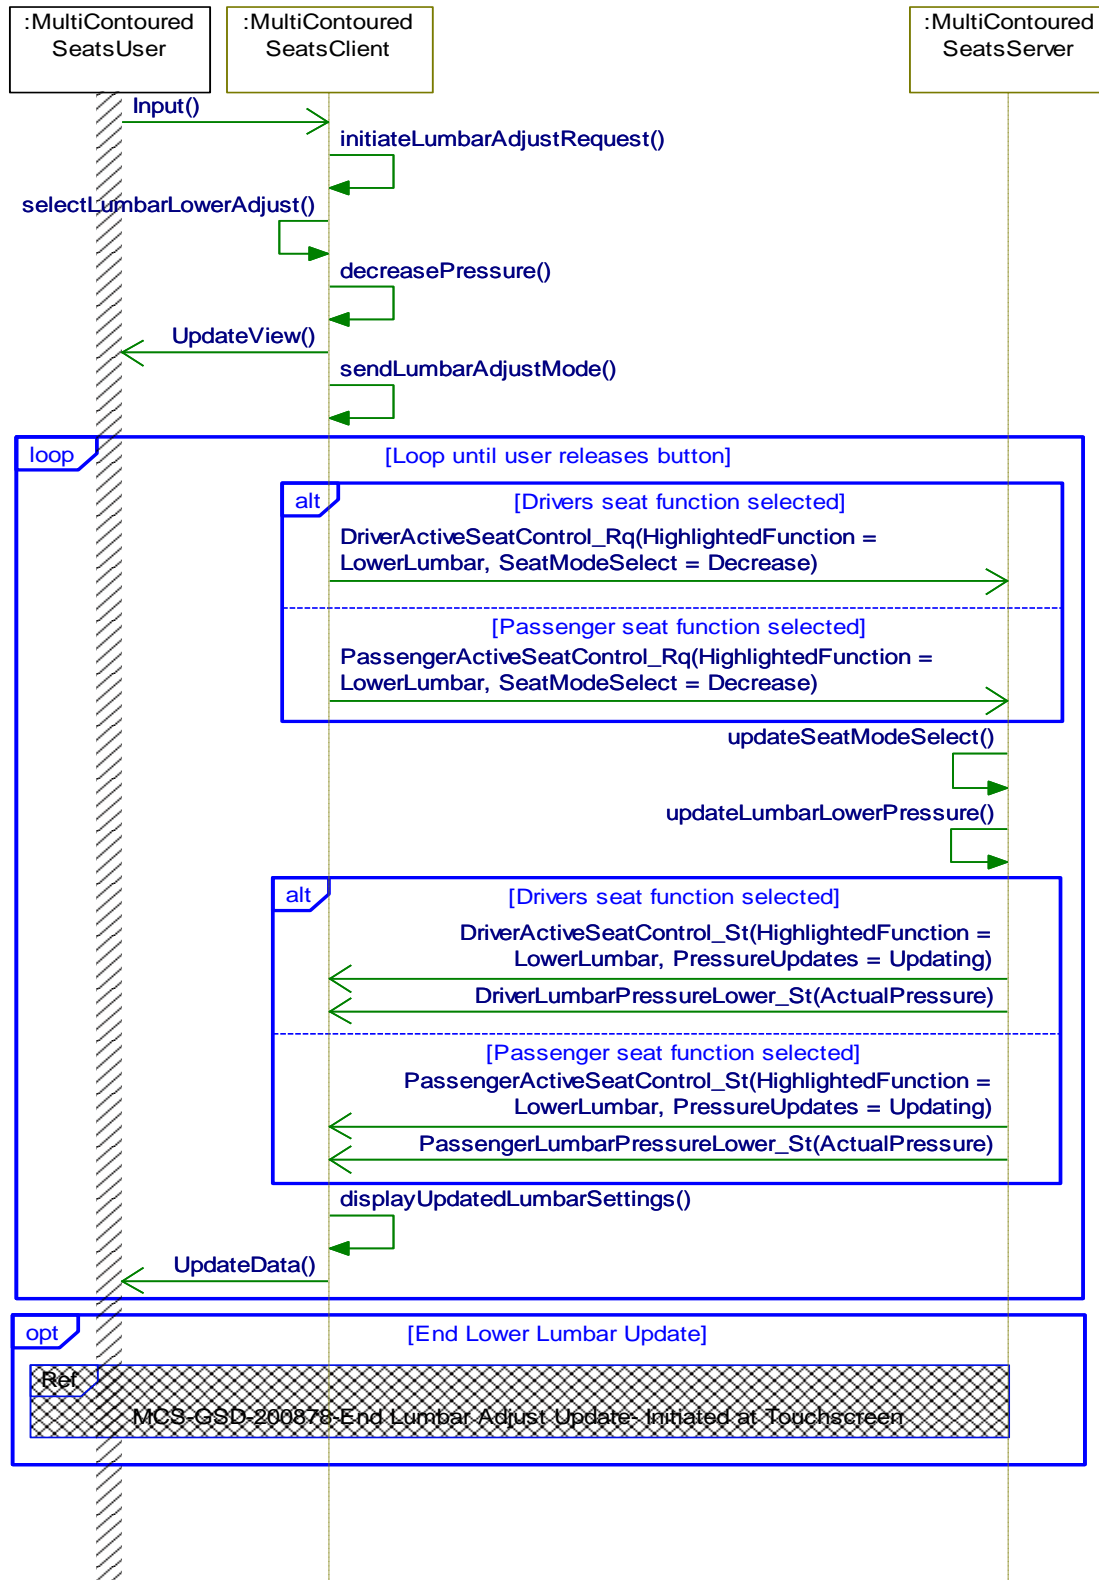 :MultiContoured
SeatsUser
:MultiContoured
SeatsClient
:MultiContoured
SeatsServer
Input()
initiateLumbarAdjustRequest()
selectLumbarLowerAdjust()
decreasePressure()
UpdateView()
sendLumbarAdjustMode()
loop
[Loop until user releases button]
alt
[Drivers seat function selected]
DriverActiveSeatControl_Rq(HighlightedFunction =
LowerLumbar, SeatModeSelect = Decrease)
[Passenger seat function selected]
PassengerActiveSeatControl_Rq(HighlightedFunction =
LowerLumbar, SeatModeSelect = Decrease)
updateSeatModeSelect()
updateLumbarLowerPressure()
alt
[Drivers seat function selected]
DriverActiveSeatControl_St(HighlightedFunction =
LowerLumbar, PressureUpdates = Updating)
DriverLumbarPressureLower_St(ActualPressure)
[Passenger seat function selected]
PassengerActiveSeatControl_St(HighlightedFunction =
LowerLumbar, PressureUpdates = Updating)
PassengerLumbarPressureLower_St(ActualPressure)
displayUpdatedLumbarSettings()
UpdateData()
opt
[End Lower Lumbar Update]
Ref
MCS-GSD-200878-End Lumbar Adjust Update- Initiated at Touchscreen